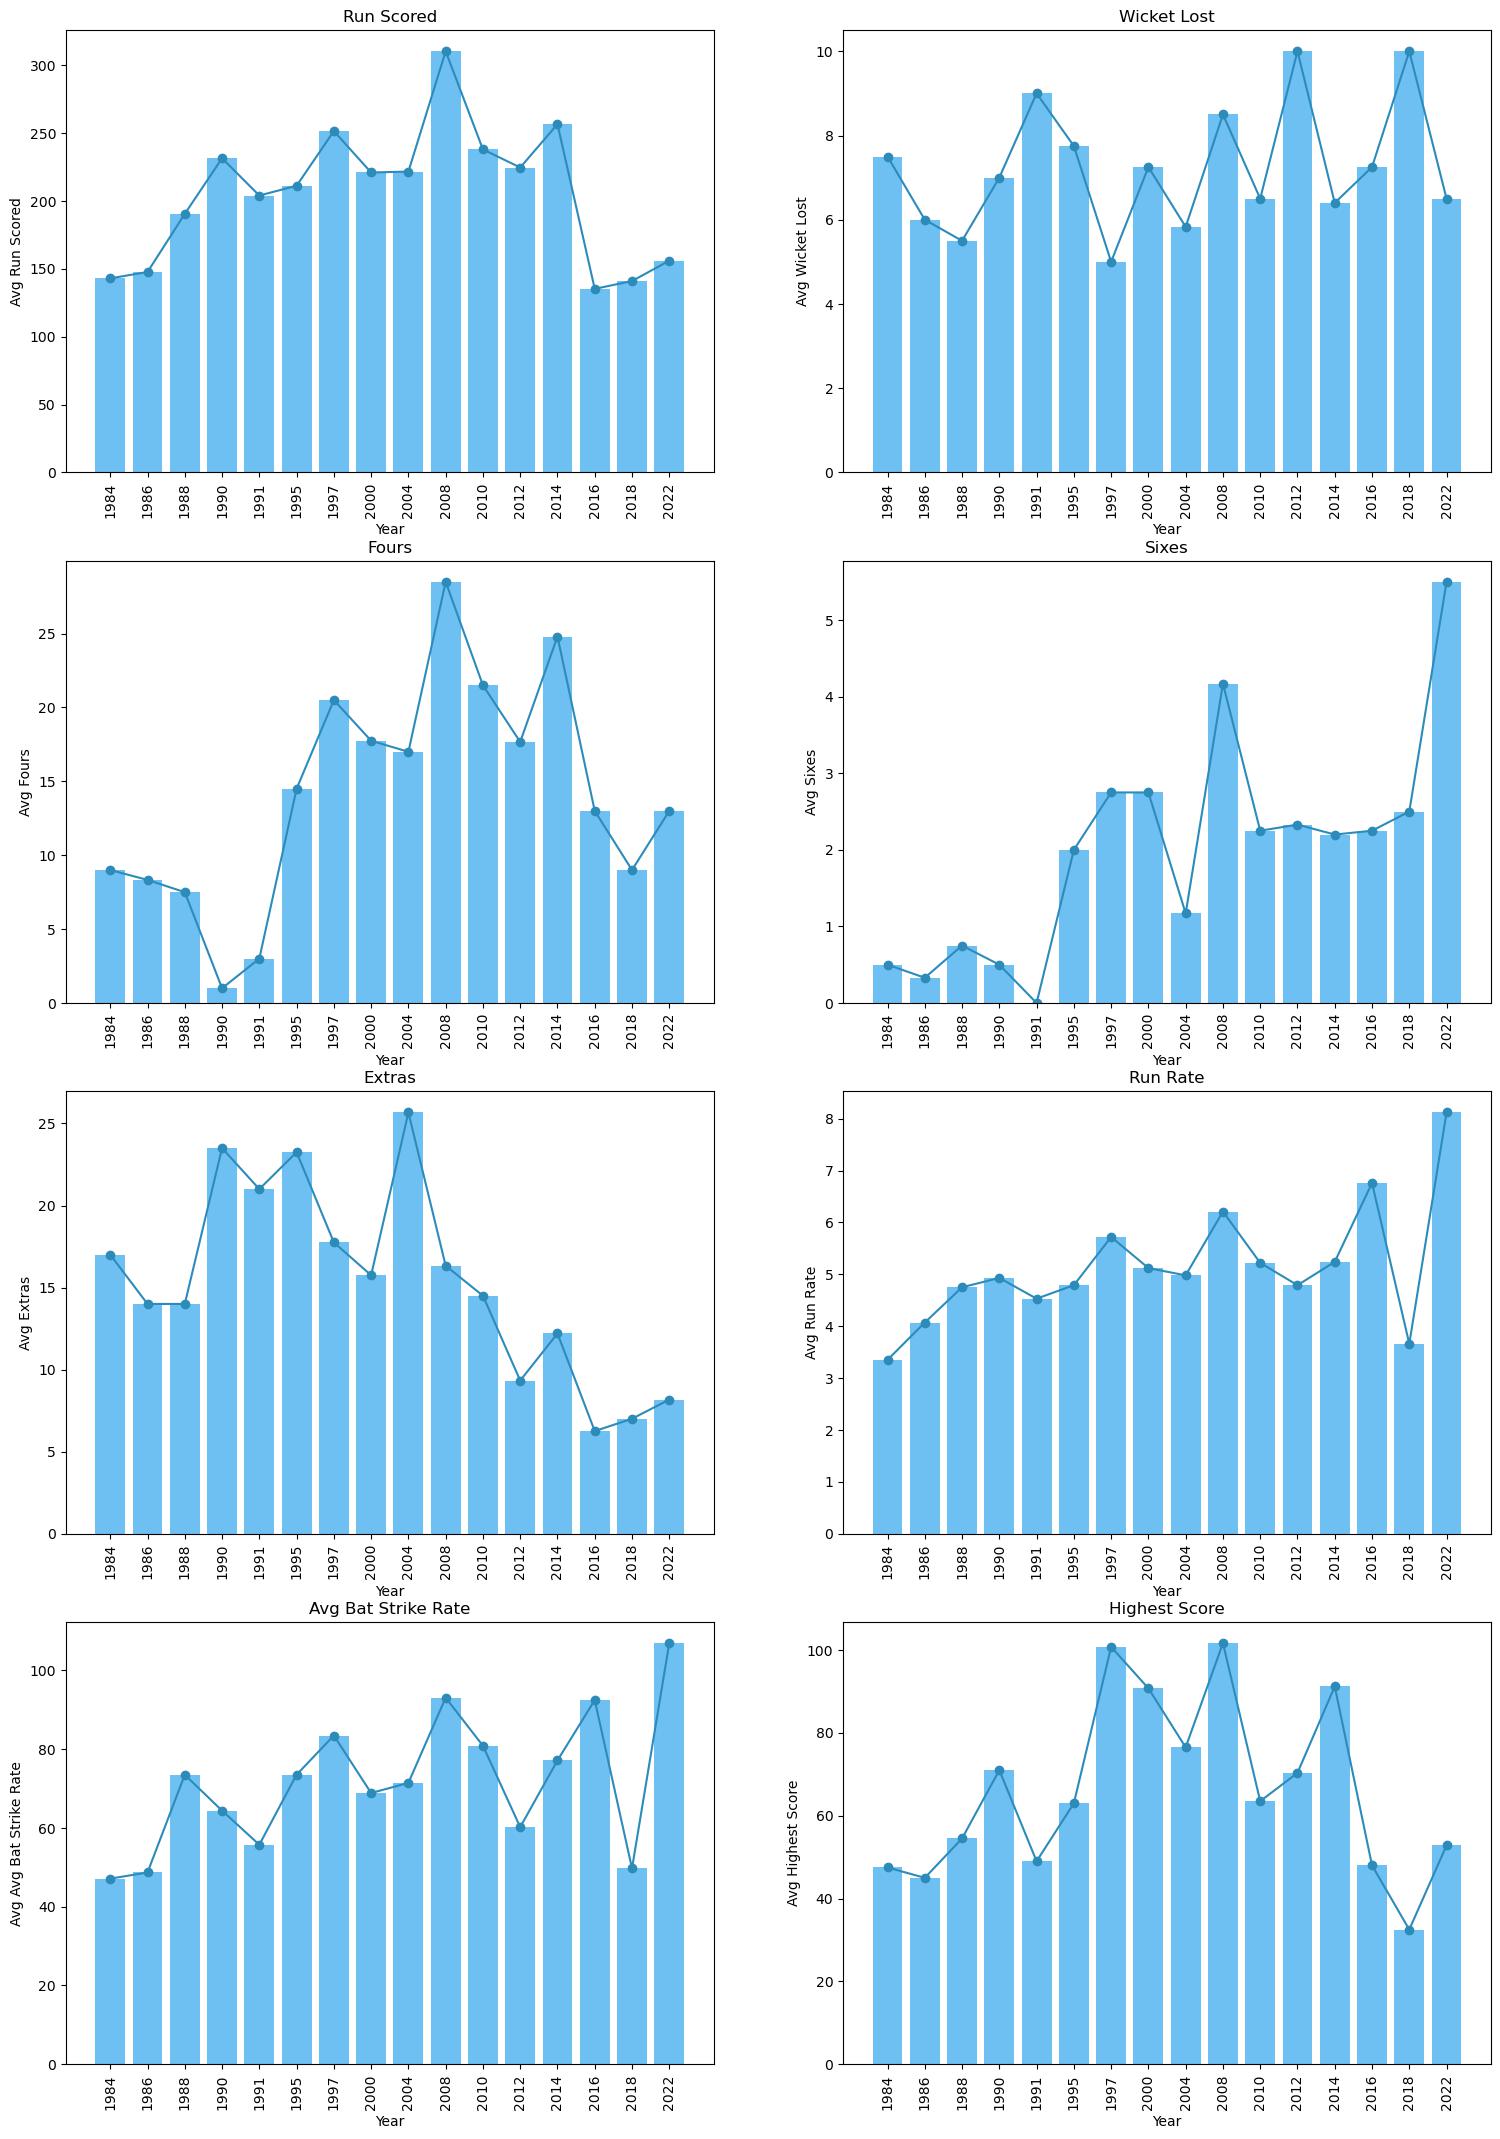 Run Scored
Avg Run Scored
300
250
200
150
100
50
0
1984 1986 1988 1990 1991 1995 1997 2000 2004 2008 2010 2012 2014 2016 2018 2022
Year
Wicket Lost
Avg Wicket Lost
10
8
6
4
2
0
1984 1986 1988 1990 1991 1995 1997 2000 2004 2008 2010 2012 2014 2016 2018 2022
Year
Fours
Avg Fours
25
20
15
10
5
0
1984 1986 1988 1990 1991 1995 1997 2000 2004 2008 2010 2012 2014 2016 2018 2022
Year
Sixes
Avg Sixes
5
4
3
2
1
0
1984 1986 1988 1990 1991 1995 1997 2000 2004 2008 2010 2012 2014 2016 2018 2022
Year
Extras
Avg Extras
25
20
15
10
5
0
1984 1986 1988 1990 1991 1995 1997 2000 2004 2008 2010 2012 2014 2016 2018 2022
Year
Run Rate
Avg Run Rate
8
7
6
5
4
3
2
1
0
1984 1986 1988 1990 1991 1995 1997 2000 2004 2008 2010 2012 2014 2016 2018 2022
Year
Avg Bat Strike Rate
Avg Avg Bat Strike Rate
100
80
60
40
20
0
1984 1986 1988 1990 1991 1995 1997 2000 2004 2008 2010 2012 2014 2016 2018 2022
Year
Highest Score
Avg Highest Score
100
80
60
40
20
0
1984 1986 1988 1990 1991 1995 1997 2000 2004 2008 2010 2012 2014 2016 2018 2022
Year